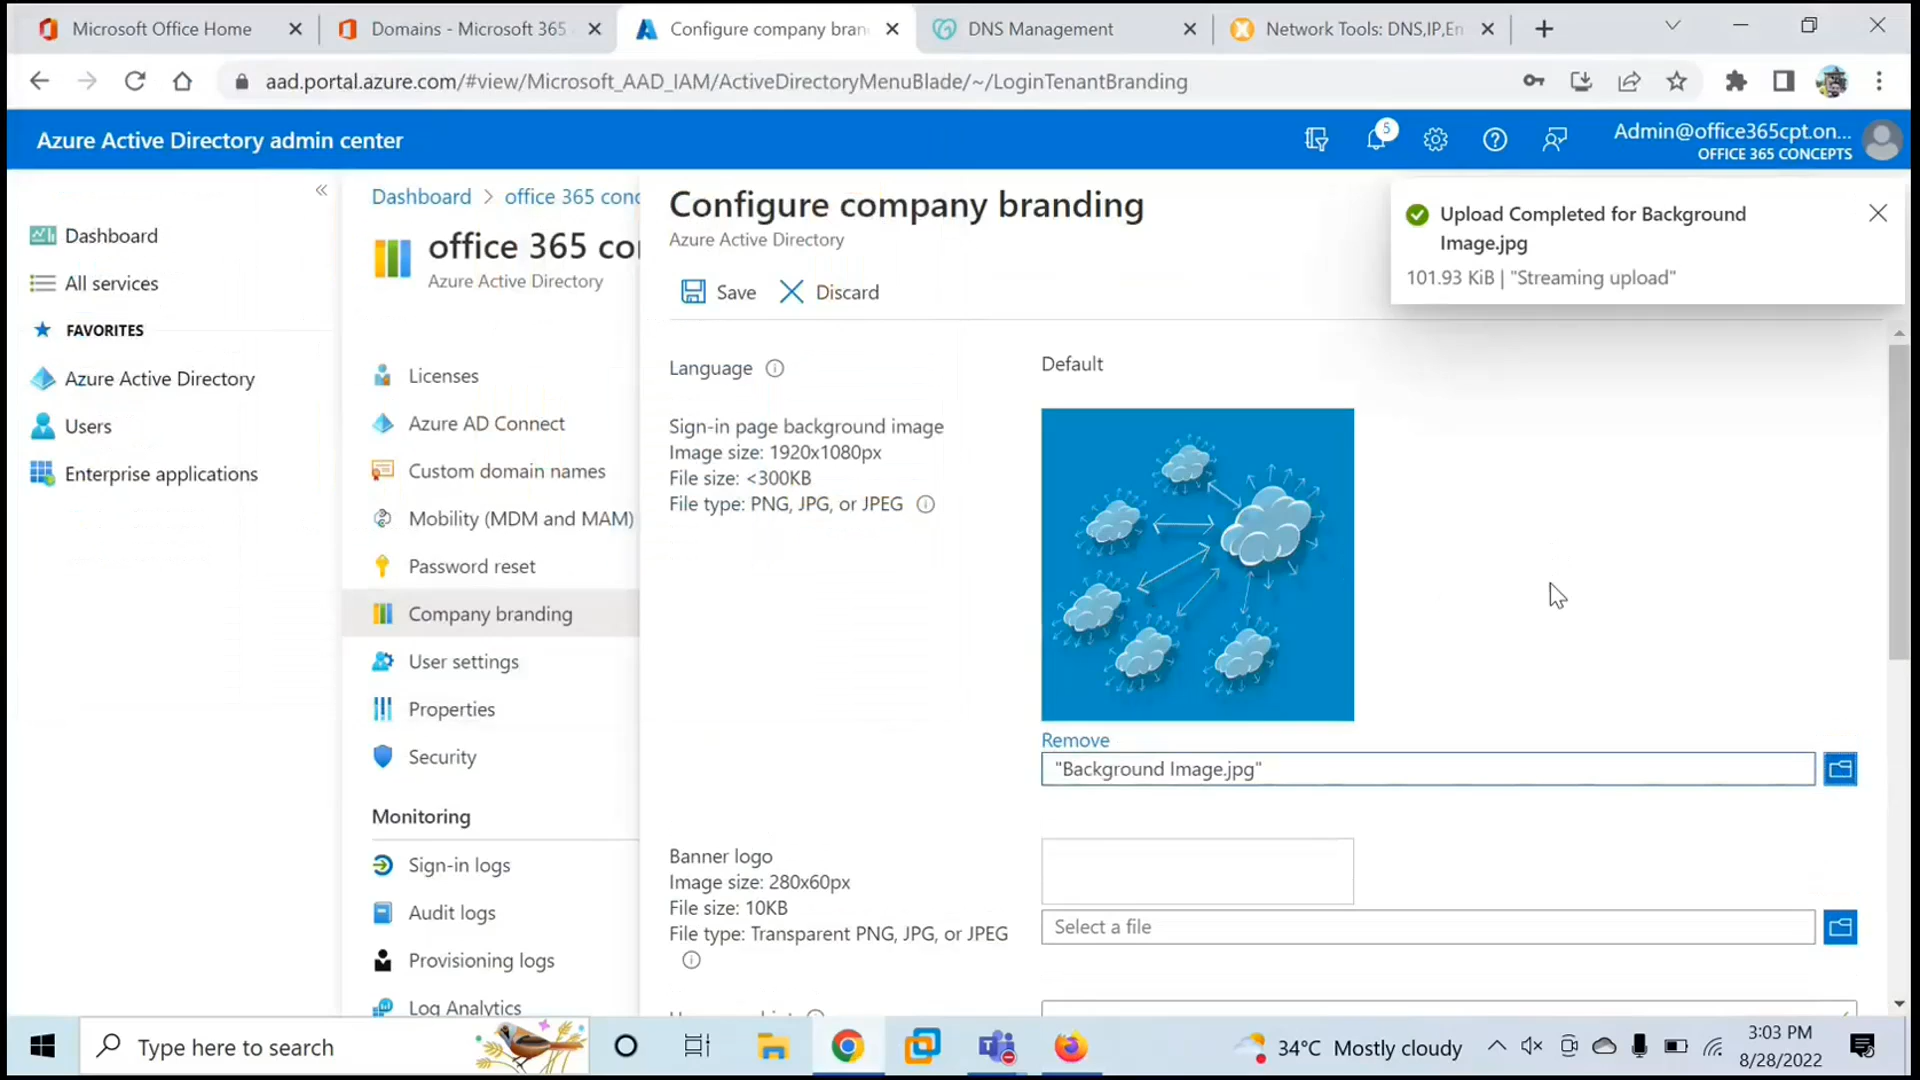 Microsoft Office Home
Domains - Microsoft 365
Configure company bran
DNS Management
Network Tools: DNS,IP,Em
aad.portal.azure.com/#view/Microsoft_AAD_IAM/ActiveDirectoryMenuBlade/~/LoginTenantBranding
Azure Active Directory admin center
5
Admin@office365cpt.on...
OFFICE 365 CONCEPTS
Dashboard
All services
FAVORITES
Azure Active Directory
Users
Enterprise applications
Dashboard > office 365 conc
office 365 co
Azure Active Directory
Licenses
Azure AD Connect
Custom domain names
Mobility (MDM and MAM)
Password reset
Company branding
User settings
Properties
Security
Monitoring
Sign-in logs
Audit logs
Provisioning logs
Log Analytics
Configure company branding
Azure Active Directory
Save
Discard
Upload Completed for Background
Image.jpg
101.93 KiB | "Streaming upload"
Language
Default
Sign-in page background image
Image size: 1920x1080px
File size: <300KB
File type: PNG, JPG, or JPEG
Remove
"Background Image.jpg"
Banner logo
Image size: 280x60px
File size: 10KB
File type: Transparent PNG, JPG, or JPEG
Select a file
Type here to search
34°C Mostly cloudy
3:03 PM
8/28/2022